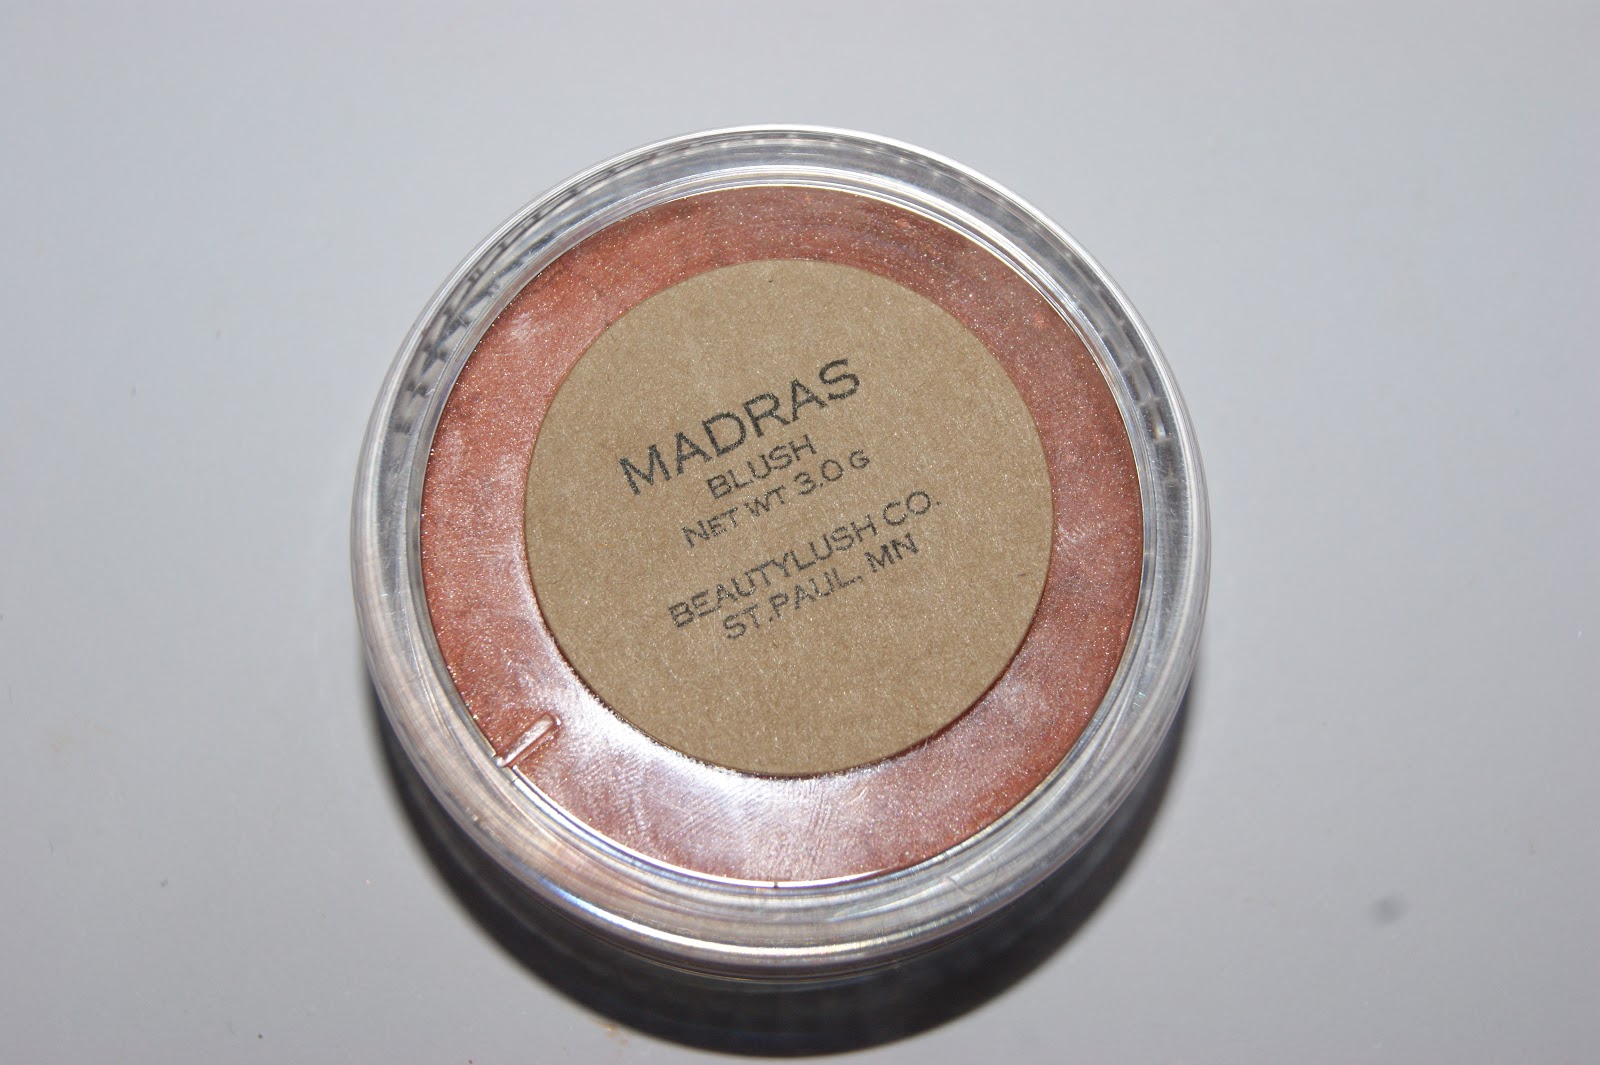 MADRAS
BLUSH
NET WT 3.0 G
BEAUTYLUSH CO.
ST.PAUL, MN